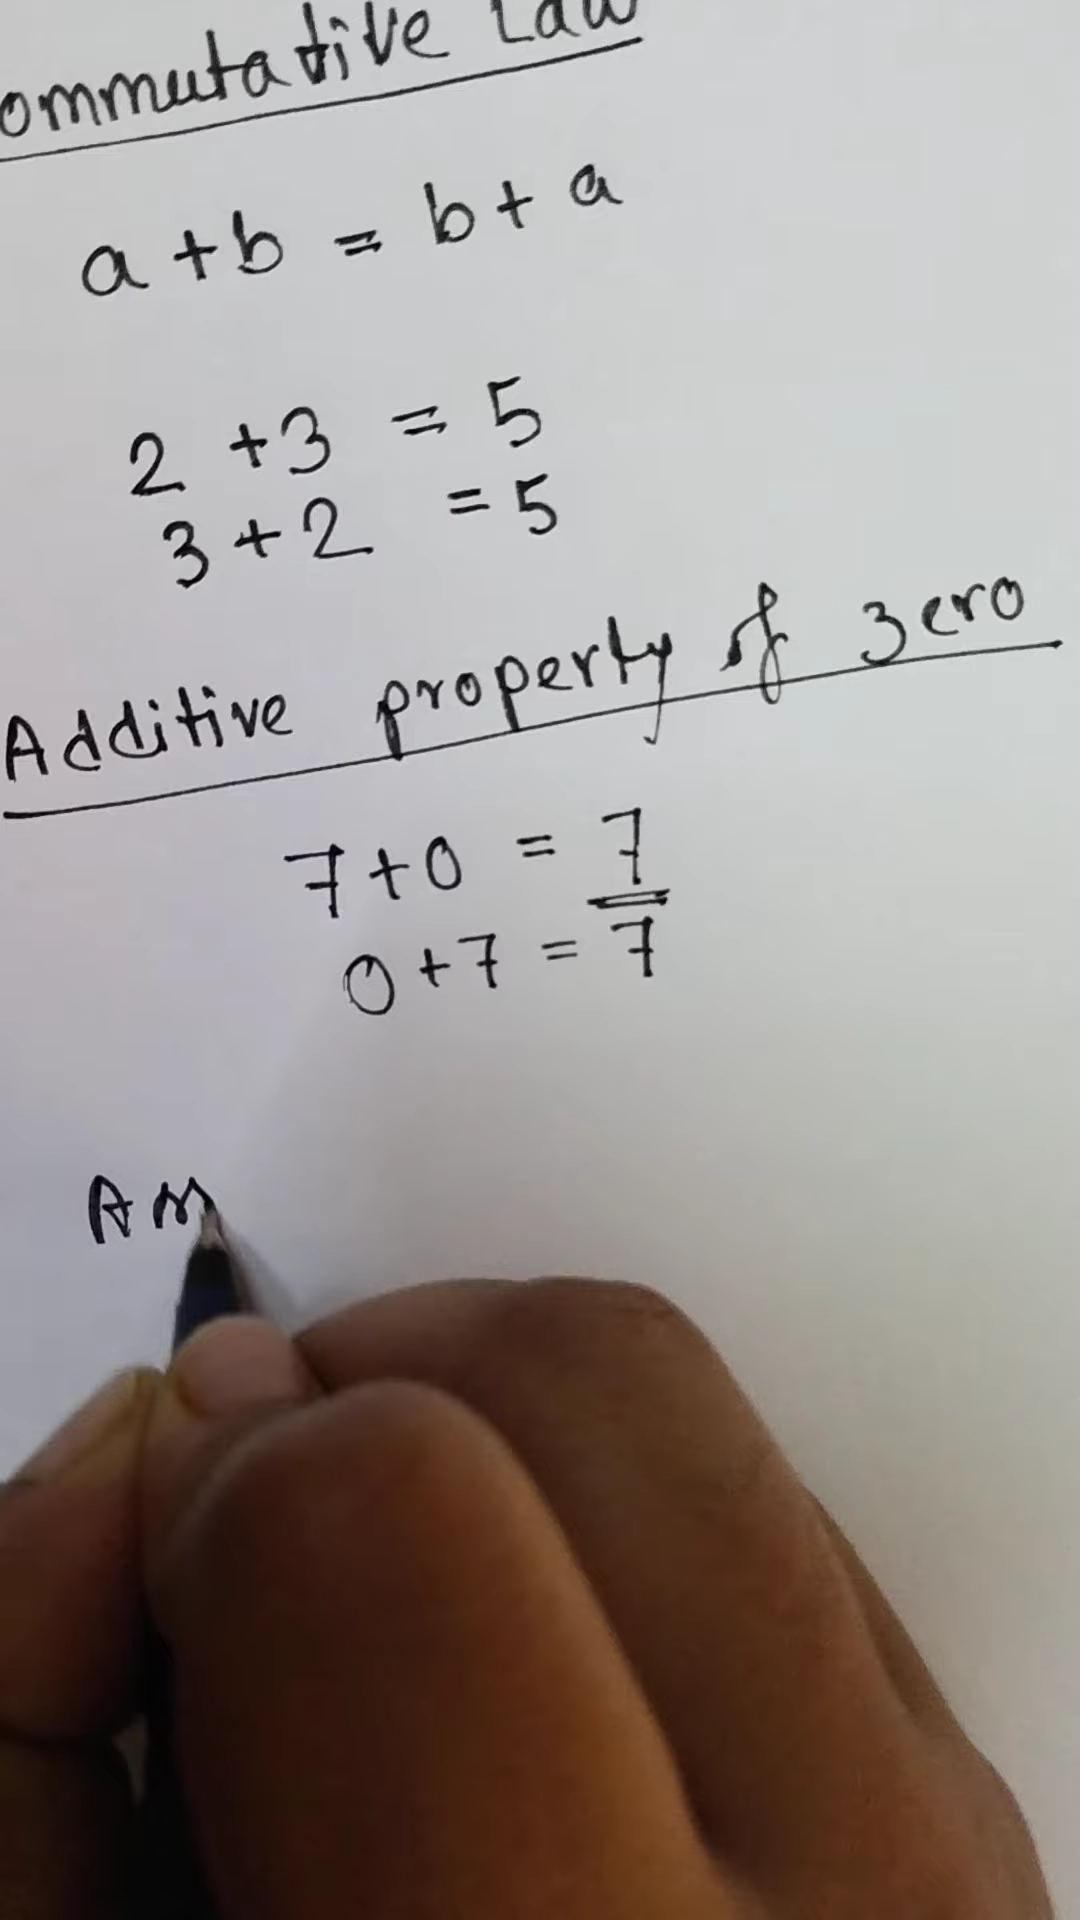 ommutative Law
a + b = b + a
2 + 3 = 5
3 + 2 = 5
Additive property of zero
7 + 0 = 7
0 + 7 = 7